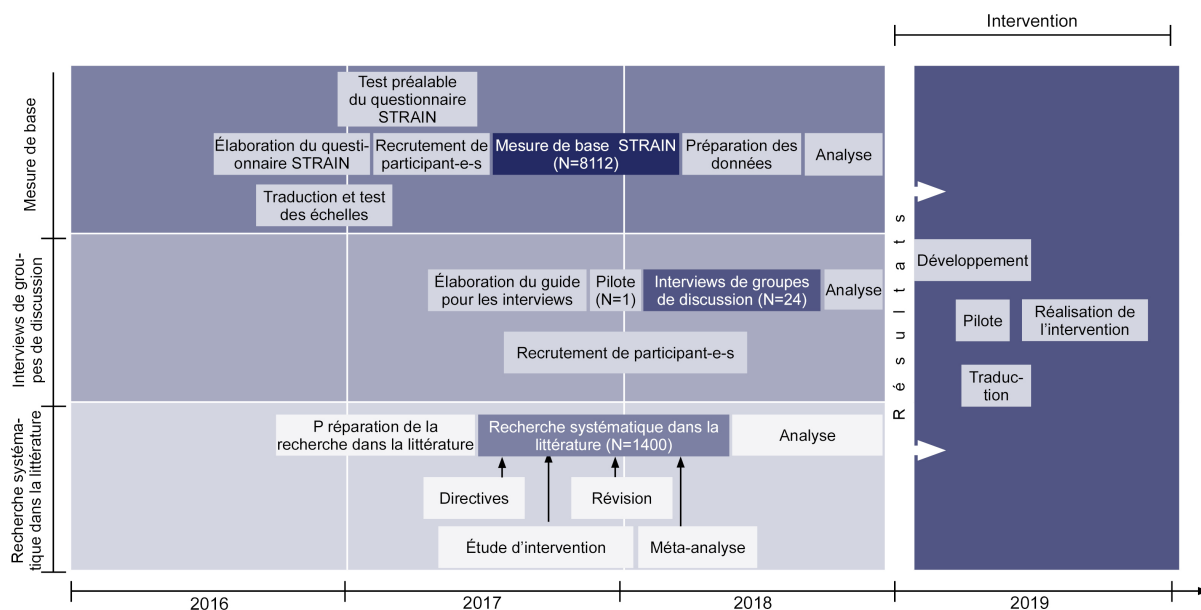 Intervention
Mesure de base
Test préalable
du questionnaire
STRAIN
Élaboration du questi-
onnaire STRAIN
Recrutement de
participant-e-s
Mesure de base STRAIN
(N=8112)
Préparation des
données
Analyse
Traduction et test
des échelles
Interviews de grou-
pes de discussion
Élaboration du guide
pour les interviews
Pilote
(N=1)
Interviews de groupes
de discussion (N=24)
Analyse
Recrutement de participant-e-s
Recherche systéma-
tique dans la littérature
P réparation de la
recherche dans la littérature
Recherche systématique dans la
littérature (N=1400)
Analyse
Directives
Révision
Étude d’intervention
Méta-analyse
Résultats
Développement
Pilote
Réalisation de
l’intervention
Traduc-
tion
2016
2017
2018
2019